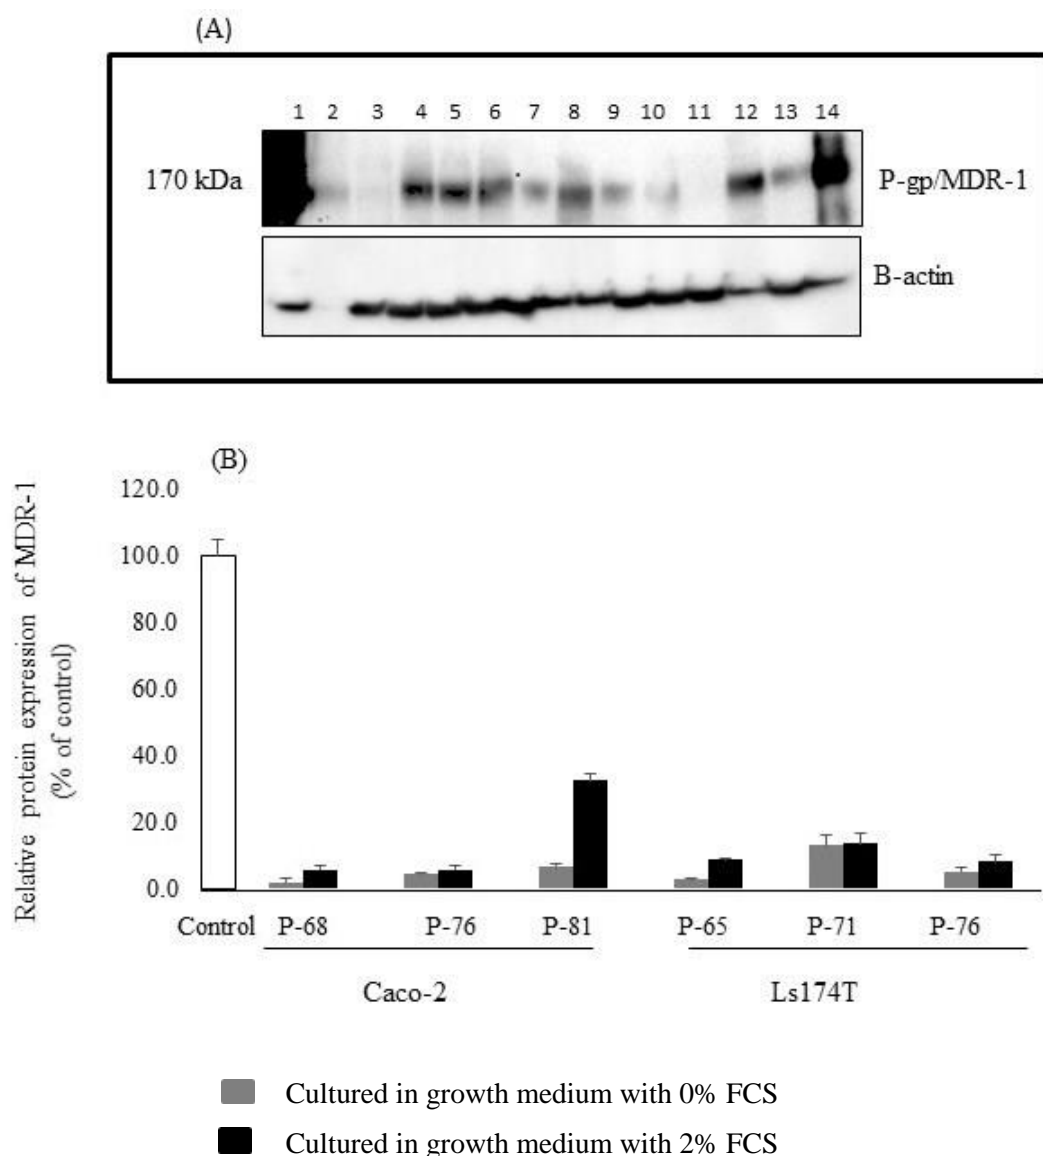 (A)
1 2 3 4 5 6 7 8 9 10 11 12 13 14
170 kDa
P-gp/MDR-1
B-actin
(B)
Relative protein expression of MDR-1
(% of control)
120.0
100.0
80.0
60.0
40.0
20.0
0.0
Control P-68 P-76 P-81 P-65 P-71 P-76
Caco-2 Ls174T
Cultured in growth medium with 0% FCS
Cultured in growth medium with 2% FCS